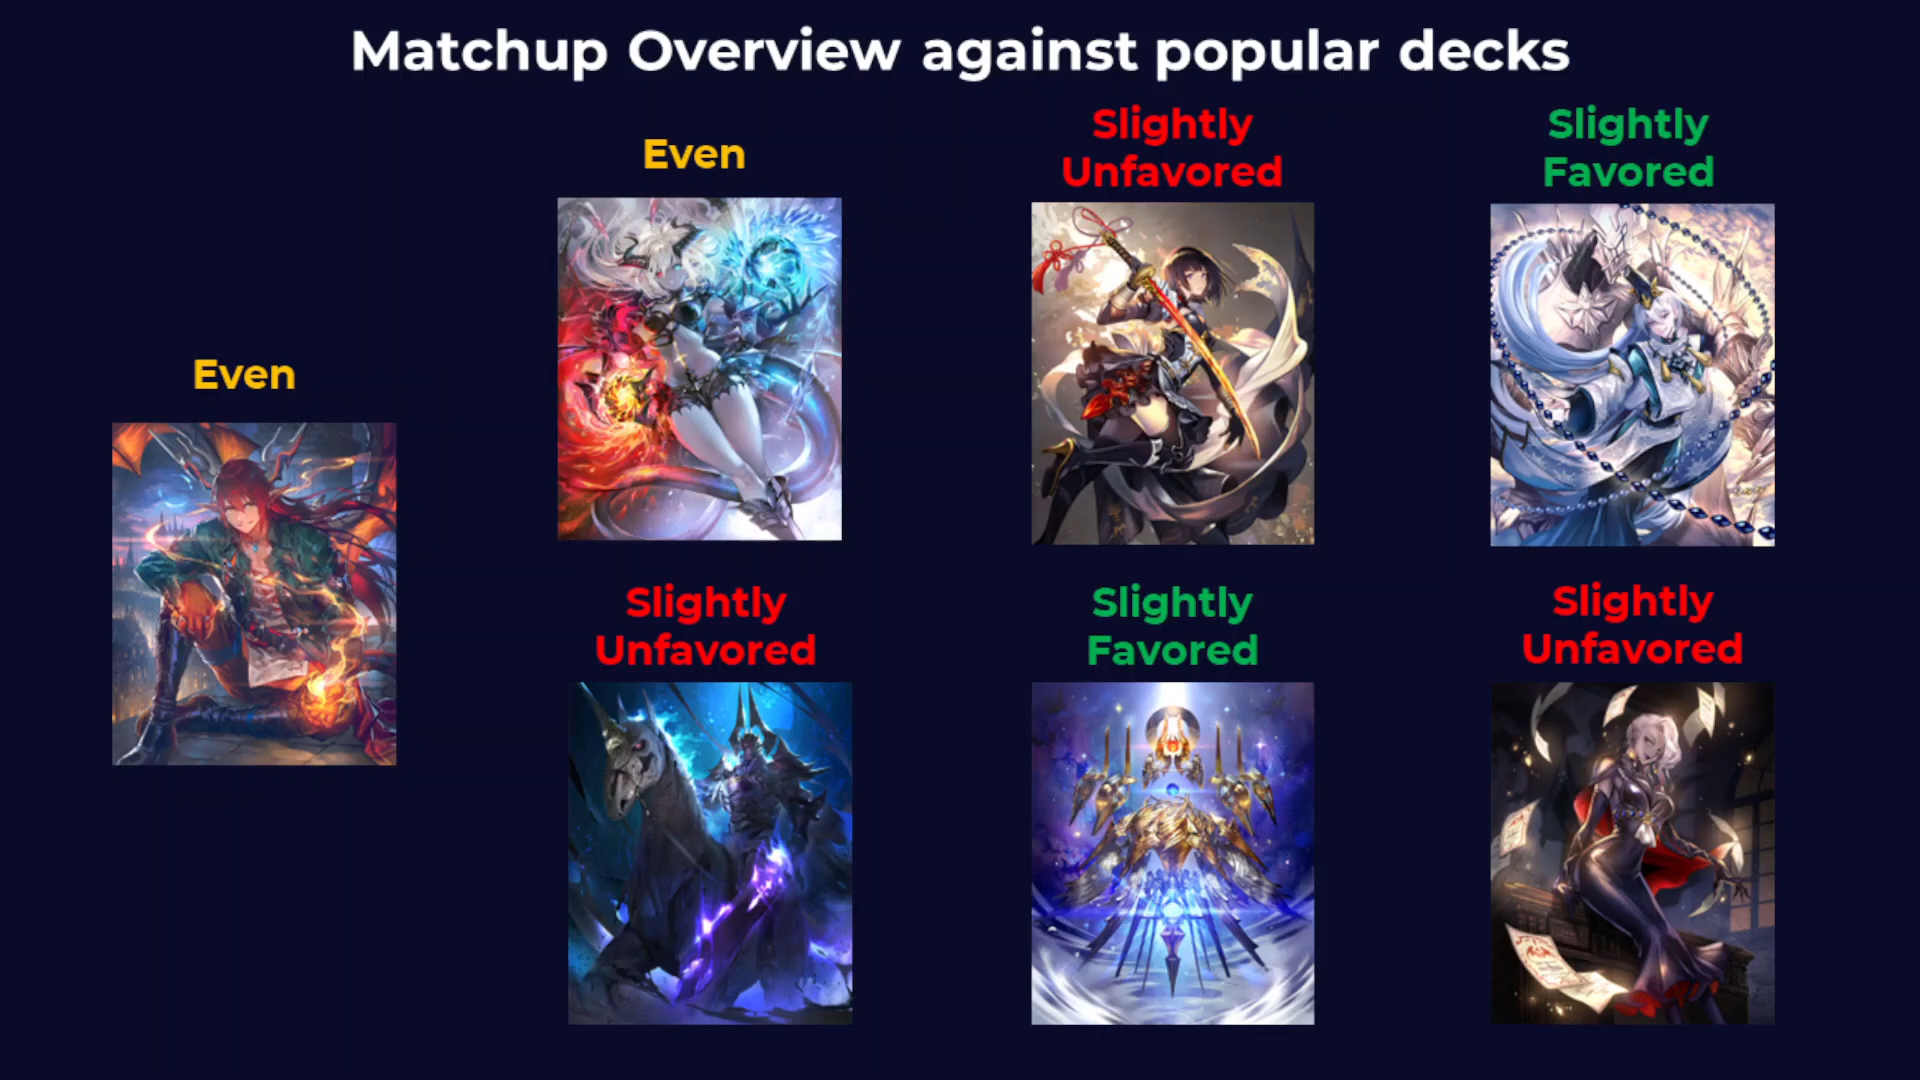 Matchup Overview against popular decks
Even
Even
Slightly
Unfavored
Slightly
Favored
Slightly
Unfavored
Slightly
Favored
Slightly
Unfavored